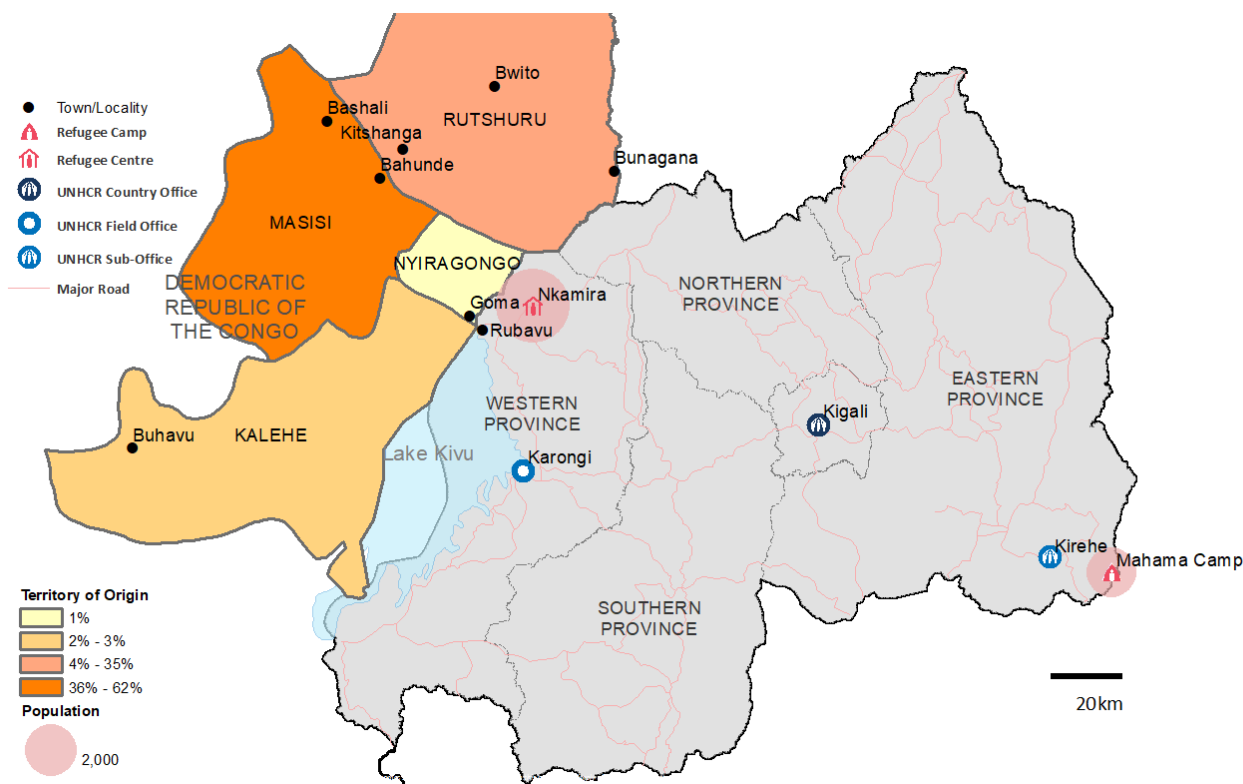 Town/Locality
Refugee Camp
Refugee Centre
UNHCR Country Office
UNHCR Field Office
UNHCR Sub-Office
Major Road
Bwito
Bashali
RUTSHURU
Kitshanga
Bahunde
Bunagana
MASISI
NYIRAGONGO
DEMOCRATIC
REPUBLIC OF
THE CONGO
Goma
Nkamira
Rubavu
NORTHERN
PROVINCE
EASTERN
PROVINCE
WESTERN
PROVINCE
Kigali
Buhavu
KALEHE
Lake Kivu
Karongi
Kirehe
Mahama Camp
SOUTHERN
PROVINCE
Territory of Origin
1%
2% - 3%
4% - 35%
36% - 62%
Population
2,000
20km